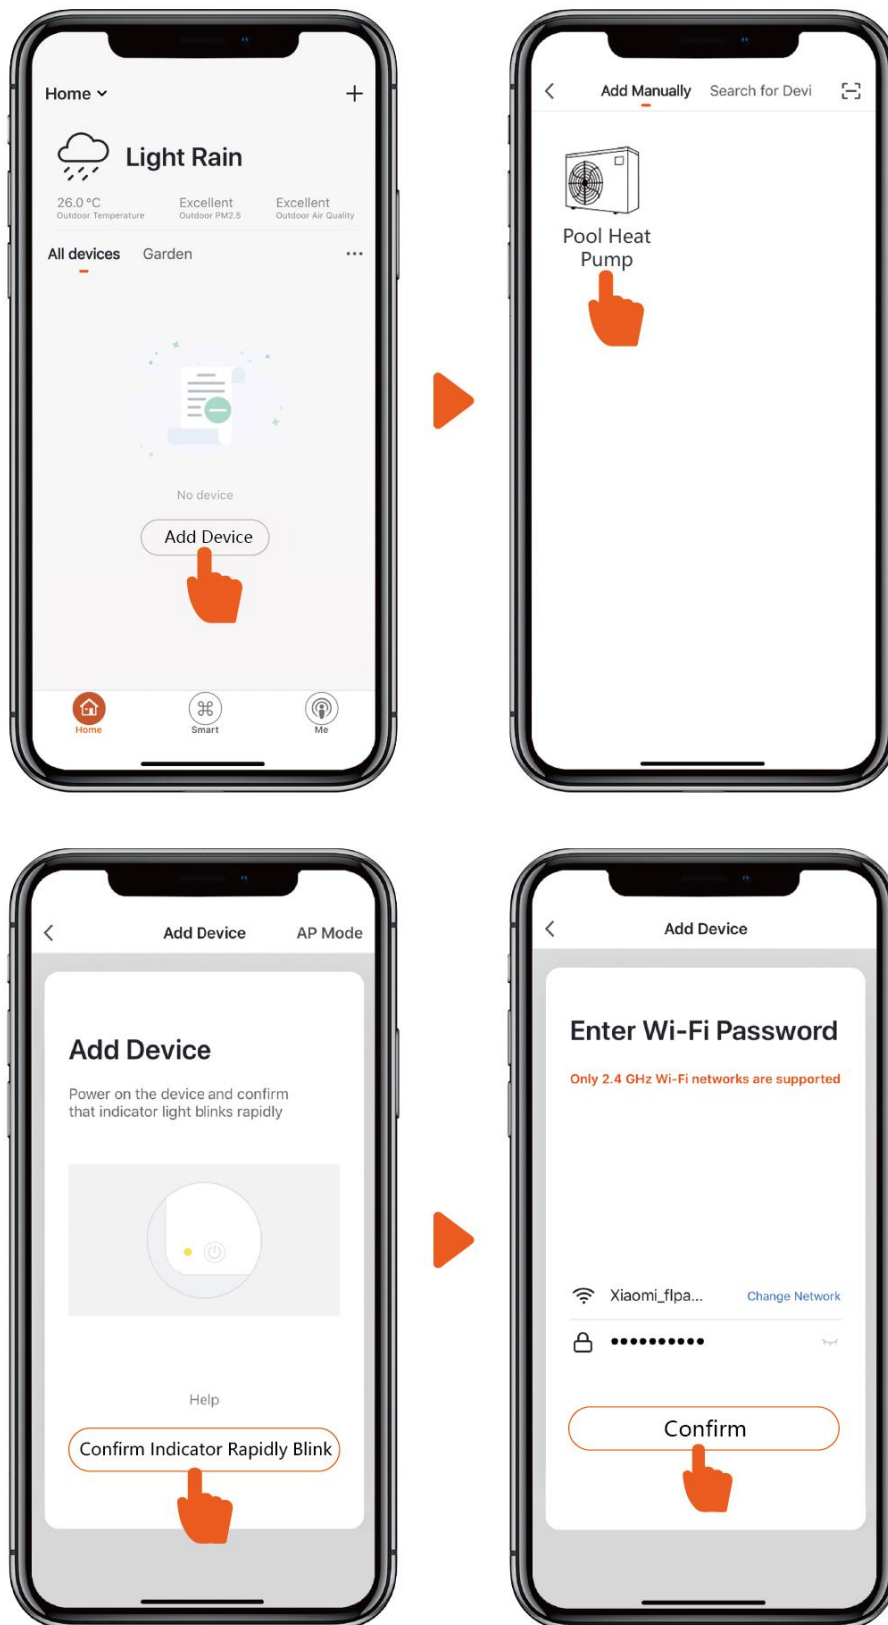 Home
Light Rain
26.0 °C Excellent Excellent
Outdoor Temperature Outdoor PM2.5 Outdoor Air Quality
All devices Garden
No device
Add Device
Home Smart Me
Add Manually Search for Devi
Pool Heat
Pump
Add Device AP Mode
Add Device
Power on the device and confirm
that indicator light blinks rapidly
Help
Confirm Indicator Rapidly Blink
Add Device
Enter Wi-Fi Password
Only 2.4 GHz Wi-Fi networks are supported
Xiaomi_flpa... Change Network
Confirm